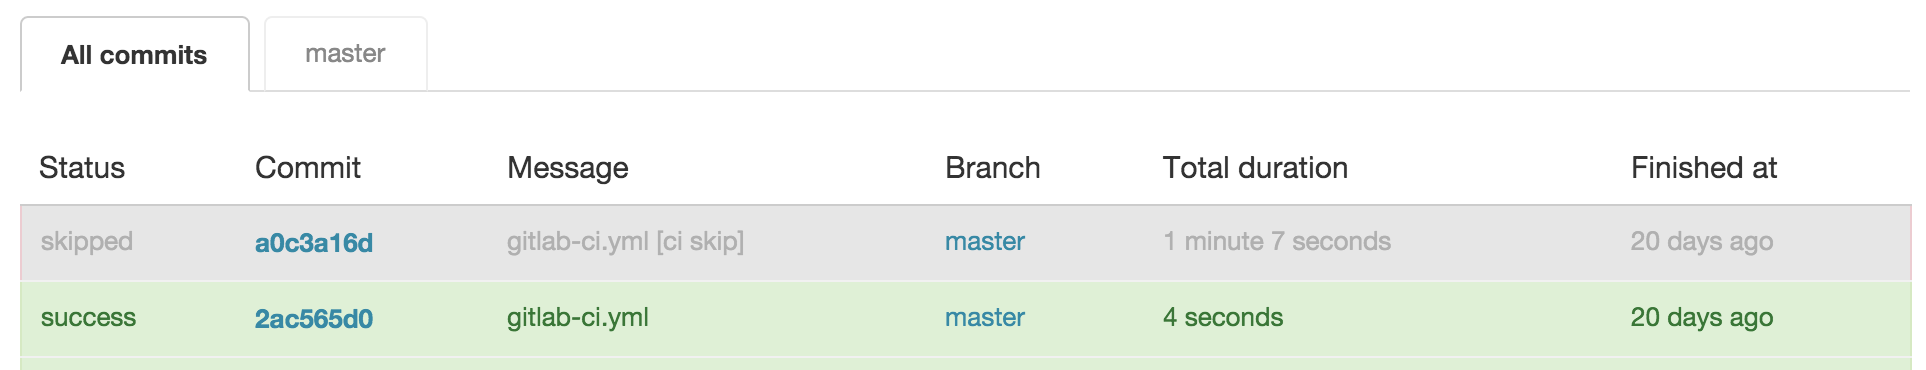 All commits master
Status Commit Message Branch Total duration Finished at
skipped a0c3a16d gitlab-ci.yml [ci skip] master 1 minute 7 seconds 20 days ago
success 2ac565d0 gitlab-ci.yml master 4 seconds 20 days ago